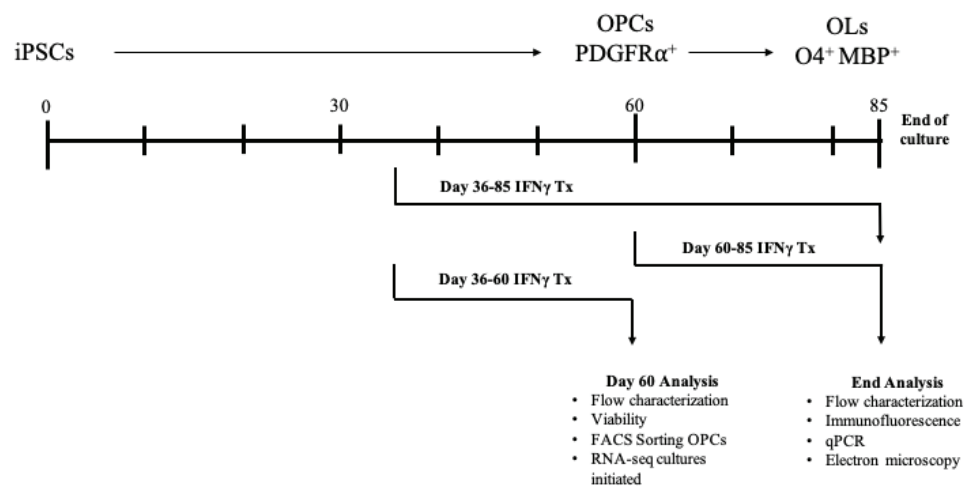 OPCs
OLs
iPSCs
PDGFRα⁺
O4⁺ MBP⁺
0
30
60
85
End of
culture
Day 36-85 IFNγ Tx
Day 60-85 IFNγ Tx
Day 36-60 IFNγ Tx
Day 60 Analysis
• Flow characterization
• Viability
• FACS Sorting OPCs
• RNA-seq cultures
initiated
End Analysis
• Flow characterization
• Immunofluorescence
• qPCR
• Electron microscopy